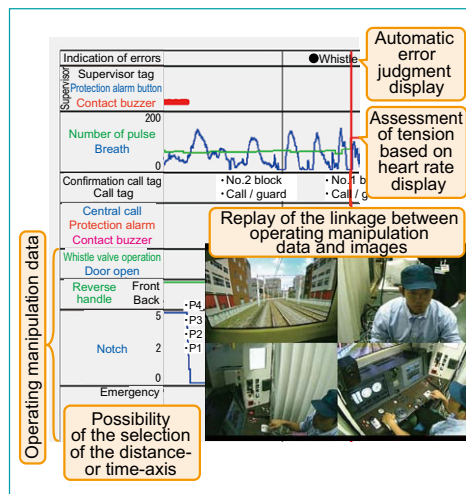 Indication of errors
●Whistle
Automatic
error
judgment
display
Supervisor
Supervisor tag
Protection alarm button
Contact buzzer
200
Number of pulse
Breath
0
Assessment
of tension
based on
heart rate
display
Confirmation call tag
Call tag
・No.2 block
・Call / guard
・No.1
・Call /
Central call
Protection alarm
Contact buzzer
Replay of the linkage between
operating manipulation
data and images
Operating manipulation data
Whistle valve operation
Door open
Reverse
handle
Front
Back
・P4
・P3
・P2
・P1
5
Notch
2
0
Emergency
Possibility
of the selection
of the distance-
or time-axis